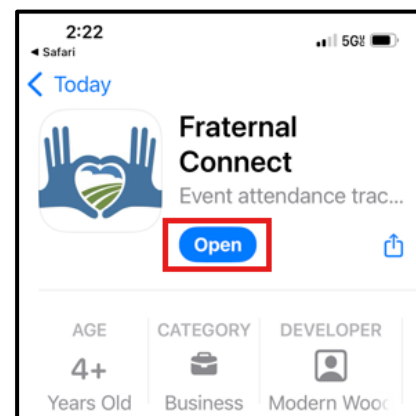 2:22
5G
◄ Safari
Today
Fraternal
Connect
Event attendance trac...
Open
AGE CATEGORY DEVELOPER
4+
Years Old Business Modern